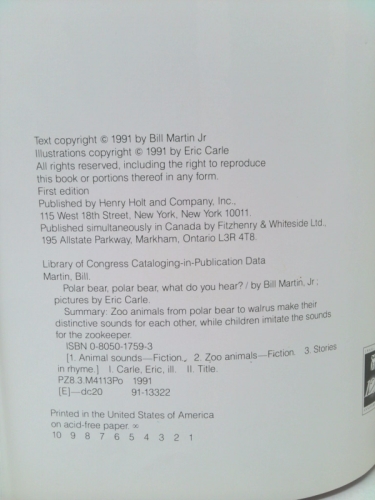 Text copyright © 1991 by Bill Martin Jr
Illustrations copyright © 1991 by Eric Carle
All rights reserved, including the right to reproduce
this book or portions thereof in any form.
First edition
Published by Henry Holt and Company, Inc.,
115 West 18th Street, New York, New York 10011.
Published simultaneously in Canada by Fitzhenry & Whiteside Ltd.,
195 Allstate Parkway, Markham, Ontario L3R 4T8.
Library of Congress Cataloging-in-Publication Data
Martin, Bill.
Polar bear, polar bear, what do you hear? / by Bill Martin, Jr ;
pictures by Eric Carle.
Summary: Zoo animals from polar bear to walrus make their
distinctive sounds for each other, while children imitate the sounds
for the zookeeper.
ISBN 0-8050-1759-3
[1. Animal sounds—Fiction. 2. Zoo animals—Fiction. 3. Stories
in rhyme.] I. Carle, Eric, ill. II. Title.
PZ8.3.M4113Po 1991
[E]—dc20 91-13322
Printed in the United States of America
on acid-free paper. ∞
10 9 8 7 6 5 4 3 2 1